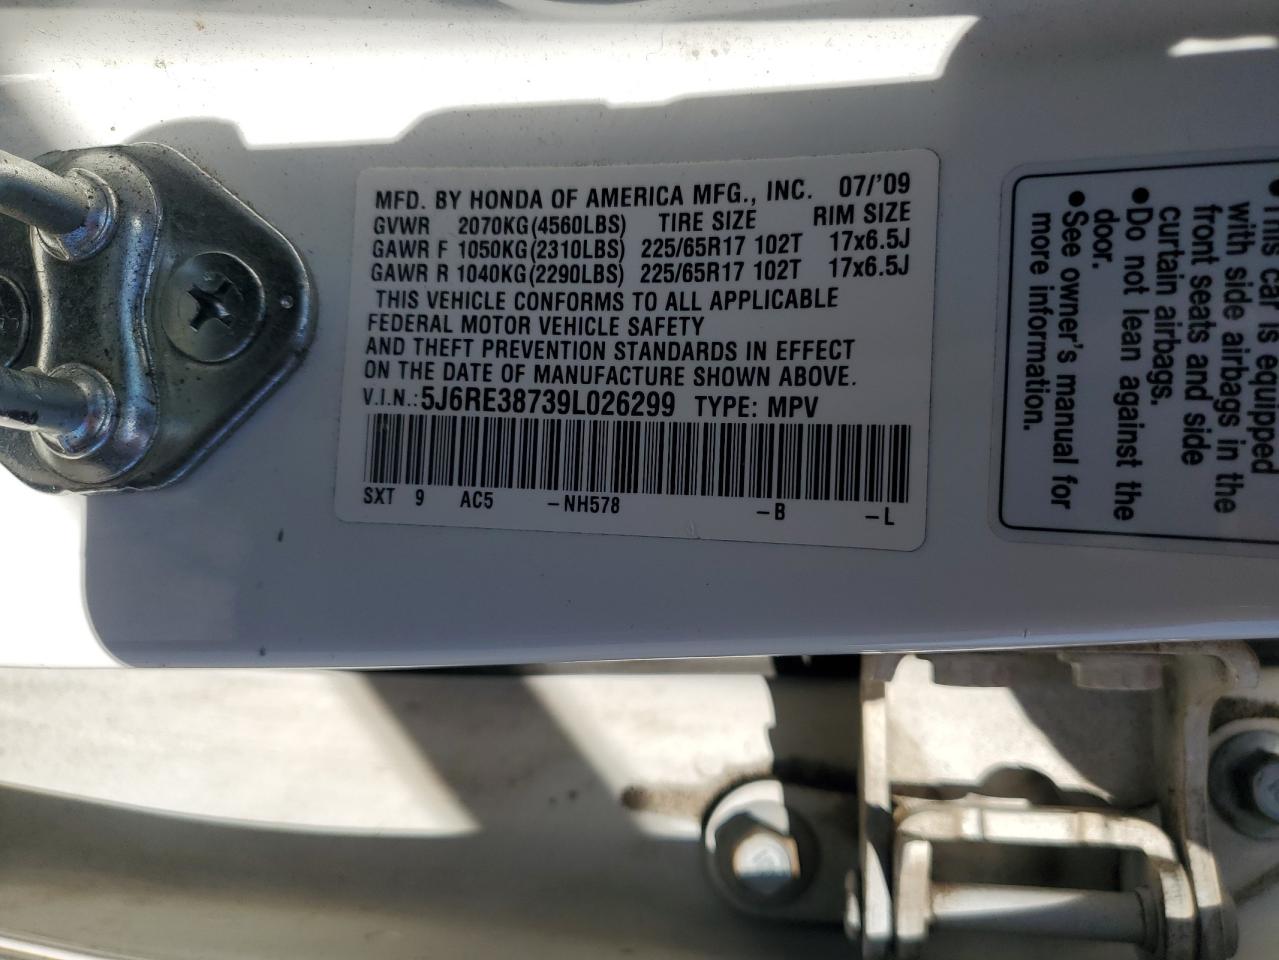 MFD. BY HONDA OF AMERICA MFG., INC. 07/'09
GVWR 2070KG(4560LBS) TIRE SIZE RIM SIZE
GAWR F 1050KG(2310LBS) 225/65R17 102T 17x6.5J
GAWR R 1040KG(2290LBS) 225/65R17 102T 17x6.5J
THIS VEHICLE CONFORMS TO ALL APPLICABLE
FEDERAL MOTOR VEHICLE SAFETY
AND THEFT PREVENTION STANDARDS IN EFFECT
ON THE DATE OF MANUFACTURE SHOWN ABOVE.
V.I.N.:5J6RE38739L026299 TYPE: MPV
SXT 9 AC5 -NH578 -B -L
This car is equipped
with side airbags in the
front seats and side
curtain airbags.
● Do not lean against the
door.
● See owner's manual for
more information.